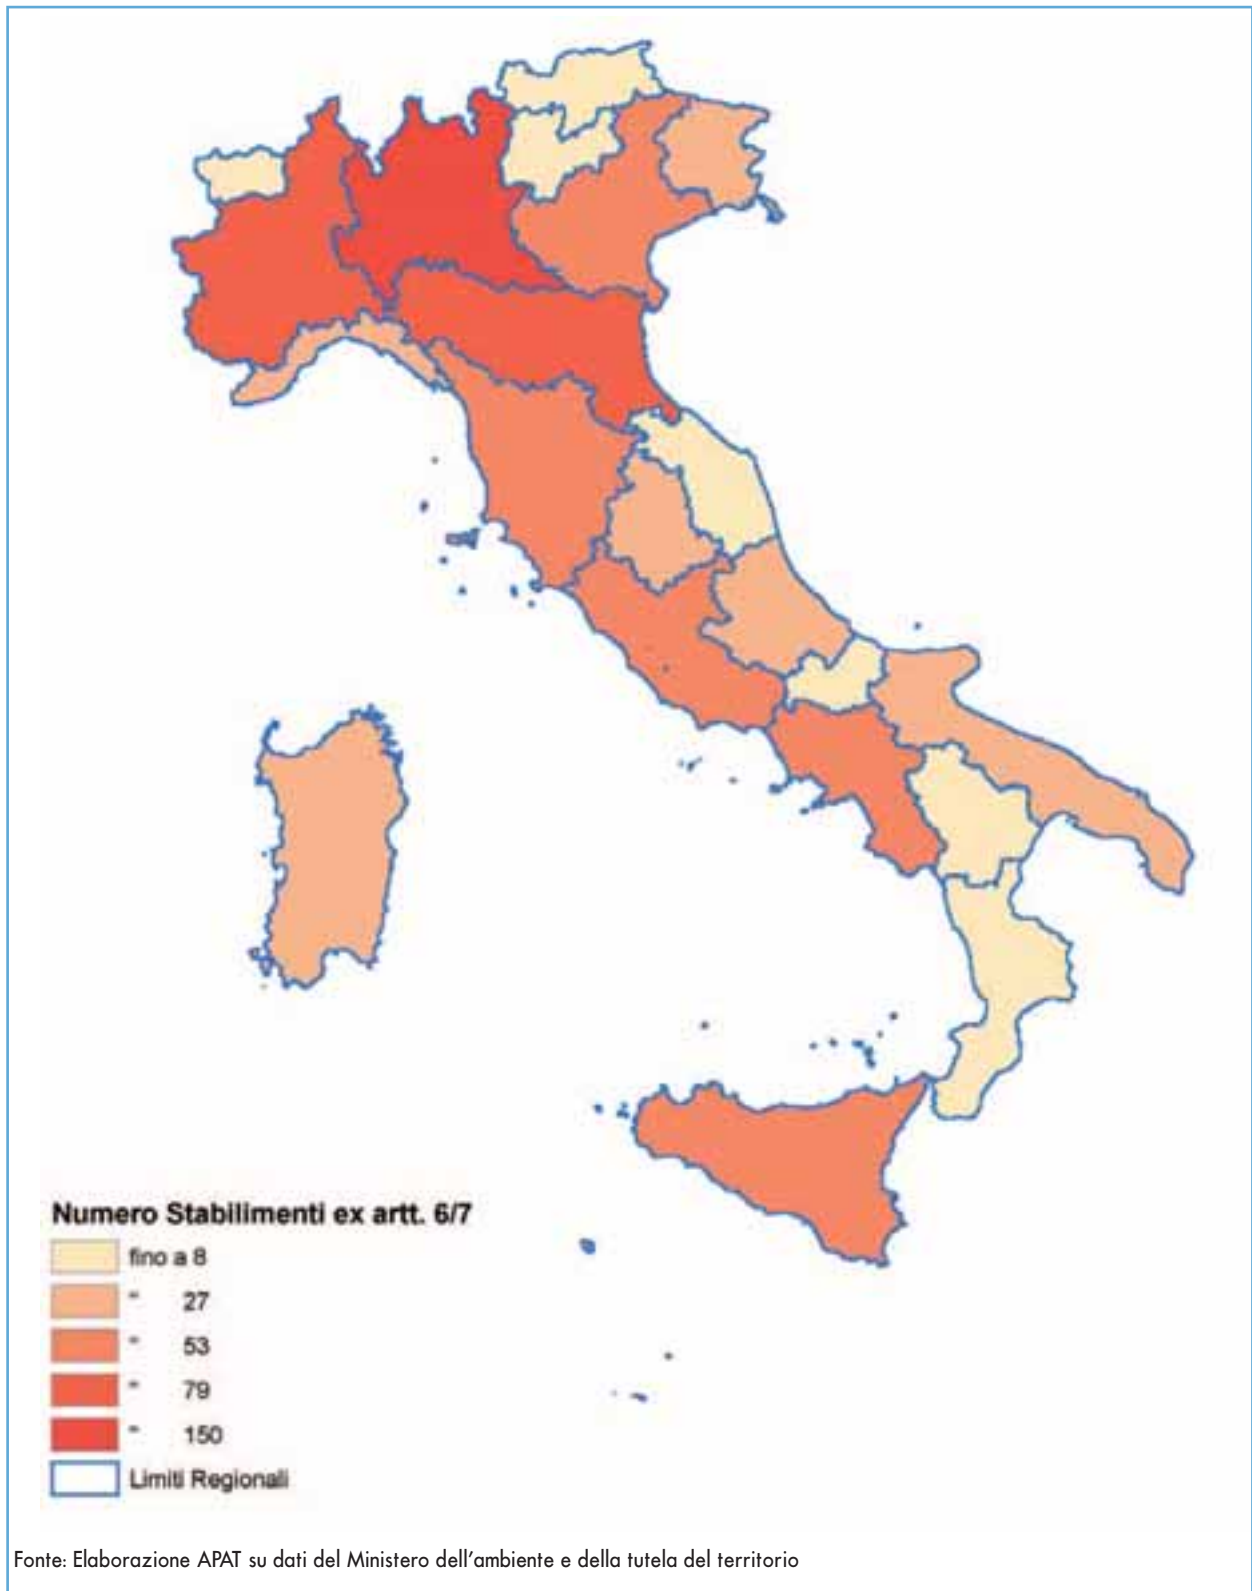 Numero Stabilimenti ex artt. 6/7
fino a 8
" 27
" 53
" 79
" 150
Limiti Regionali
Fonte: Elaborazione APAT su dati del Ministero dell'ambiente e della tutela del territorio